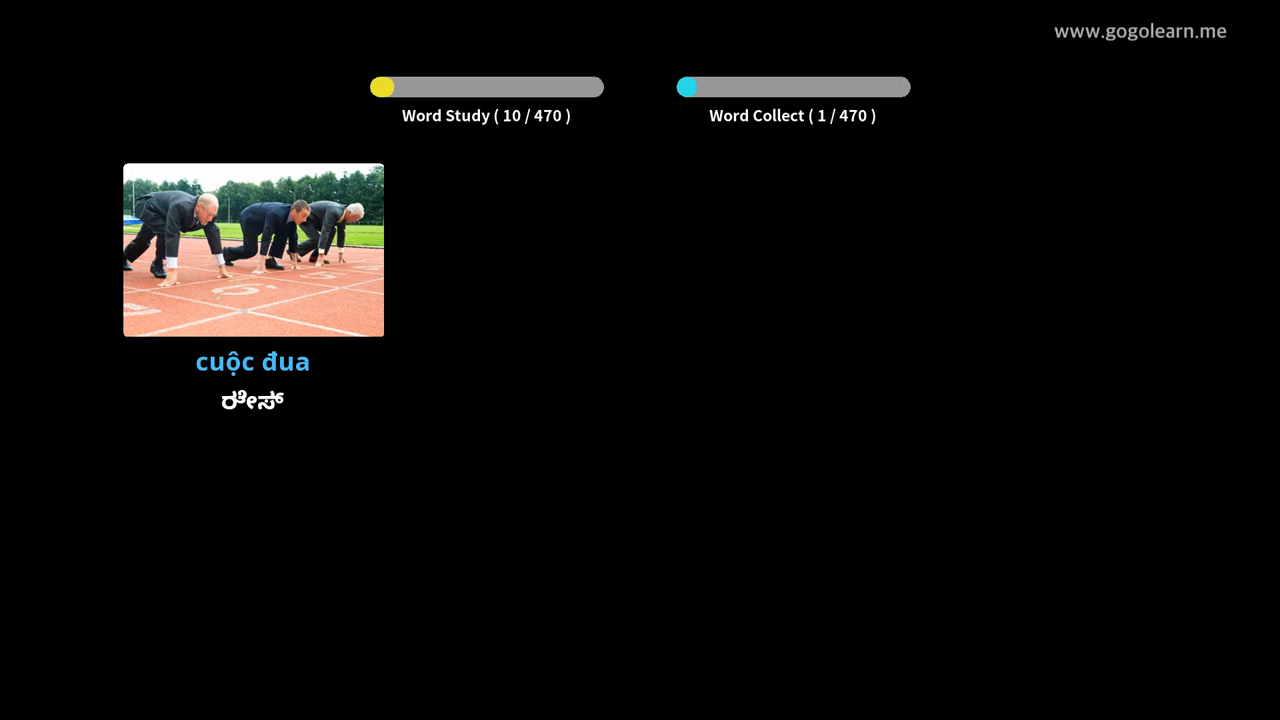 www.gogolearn.me
Word Study ( 10 / 470 )
Word Collect ( 1 / 470 )
cuộc đua
ರೇಸ್